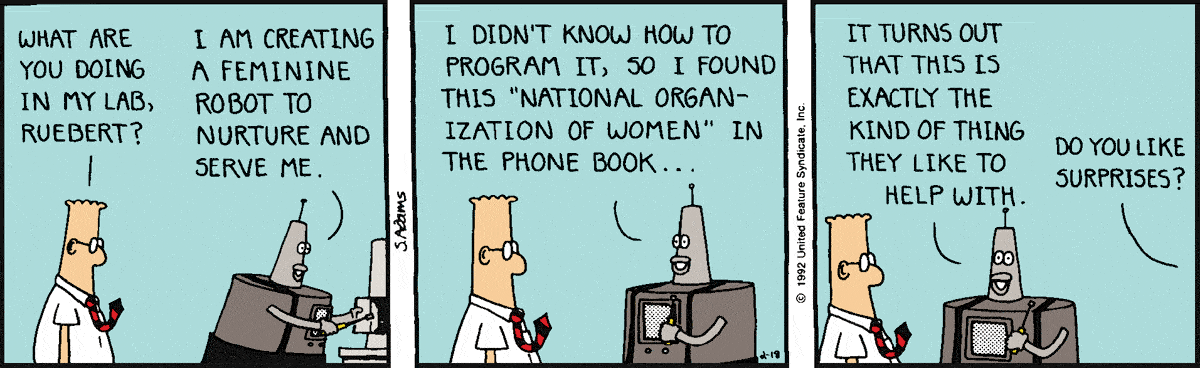 WHAT ARE
YOU DOING
IN MY LAB,
RUEBERT?
I AM CREATING
A FEMININE
ROBOT TO
NURTURE AND
SERVE ME.
S.Adams
I DIDN'T KNOW HOW TO
PROGRAM IT, SO I FOUND
THIS "NATIONAL ORGAN-
IZATION OF WOMEN" IN
THE PHONE BOOK...
2-18
© 1992 United Feature Syndicate, Inc.
IT TURNS OUT
THAT THIS IS
EXACTLY THE
KIND OF THING
THEY LIKE TO
HELP WITH.
DO YOU LIKE
SURPRISES?